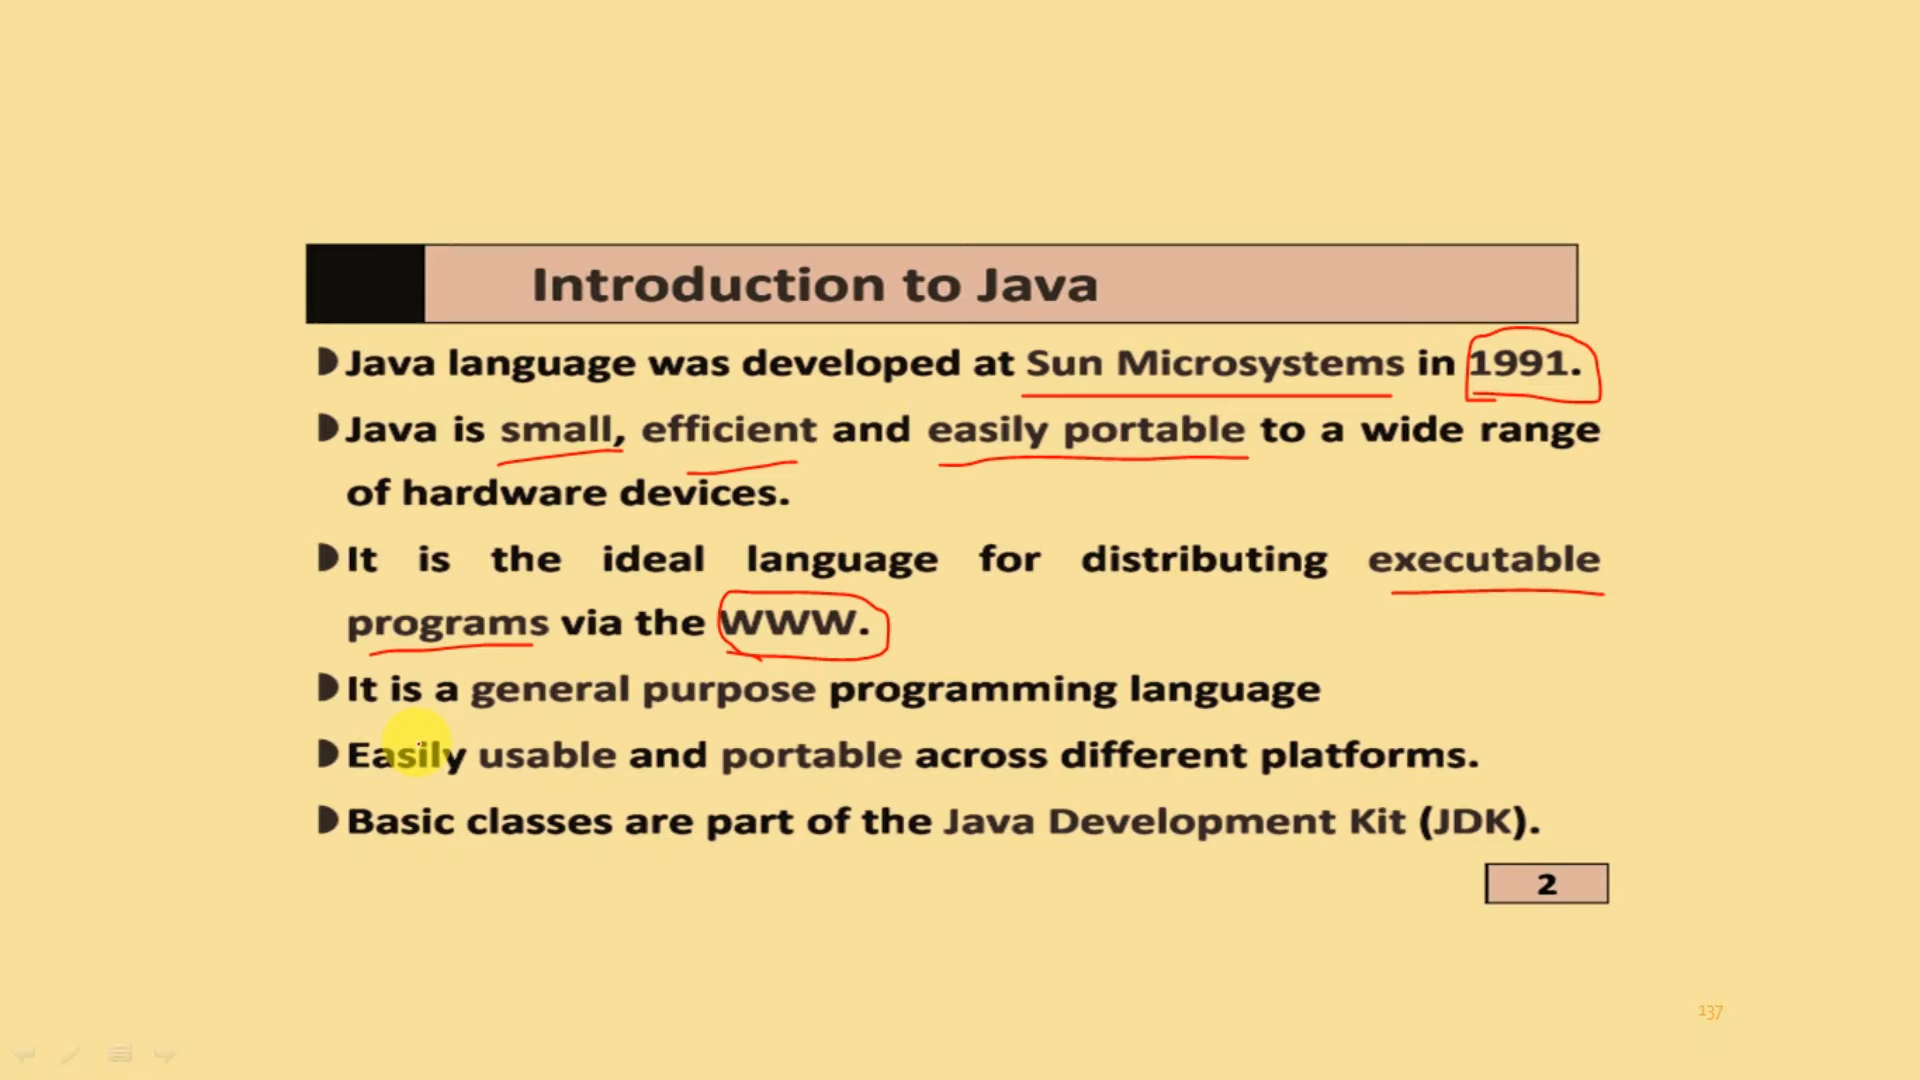 Introduction to Java
Java language was developed at Sun Microsystems in 1991.
Java is small, efficient and easily portable to a wide range
of hardware devices.
It is the ideal language for distributing executable
programs via the WWW.
It is a general purpose programming language
Easily usable and portable across different platforms.
Basic classes are part of the Java Development Kit (JDK).
2
137